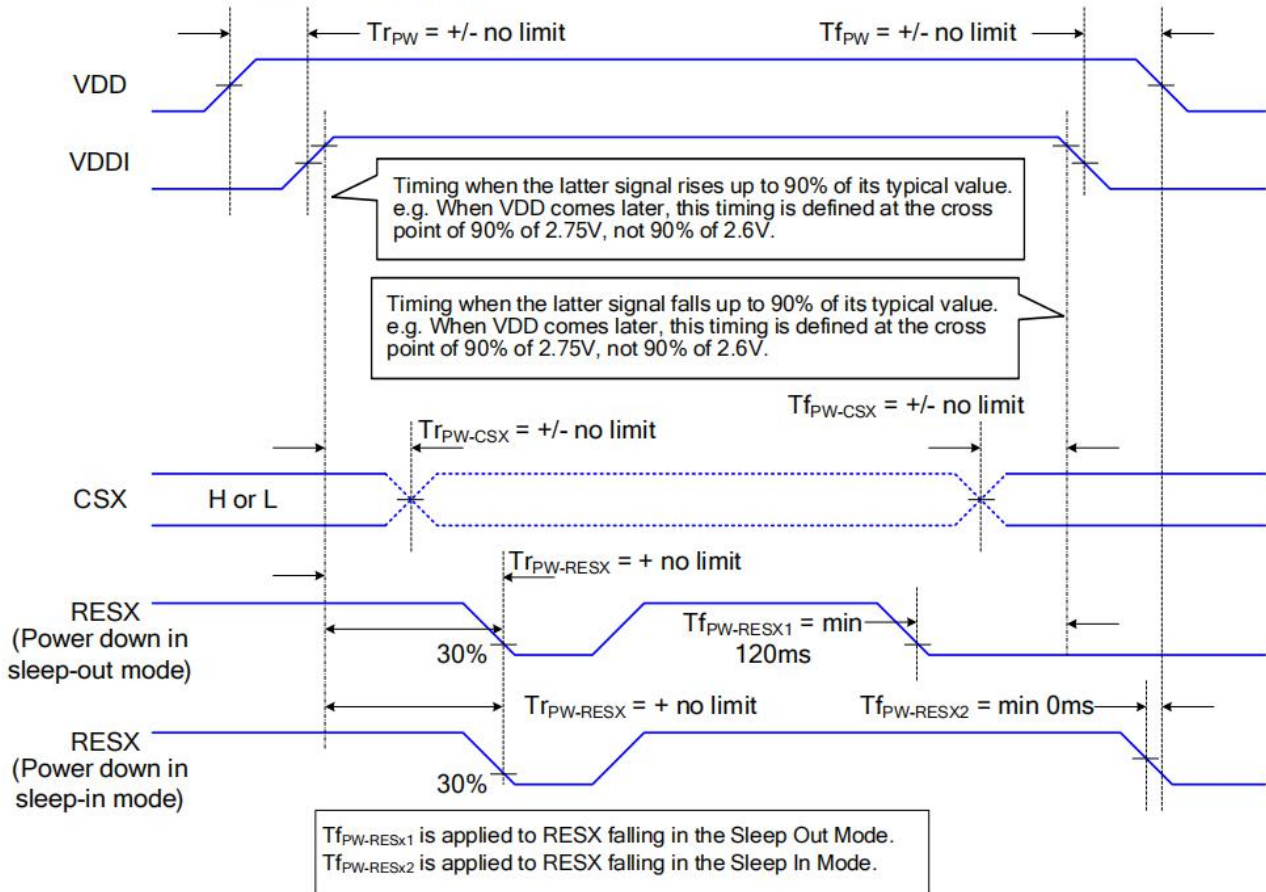 TrPW = +/- no limit
TfPW = +/- no limit
VDD
VDDI
Timing when the latter signal rises up to 90% of its typical value.
e.g. When VDD comes later, this timing is defined at the cross
point of 90% of 2.75V, not 90% of 2.6V.
Timing when the latter signal falls up to 90% of its typical value.
e.g. When VDD comes later, this timing is defined at the cross
point of 90% of 2.75V, not 90% of 2.6V.
TfPW-CSX = +/- no limit
TrPW-CSX = +/- no limit
CSX
H or L
TrPW-RESX = + no limit
RESX
(Power down in
sleep-out mode)
30%
TfPW-RESX1 = min
120ms
TrPW-RESX = + no limit
TfPW-RESX2 = min 0ms
RESX
(Power down in
sleep-in mode)
30%
TfPW-RESx1 is applied to RESX falling in the Sleep Out Mode.
TfPW-RESx2 is applied to RESX falling in the Sleep In Mode.